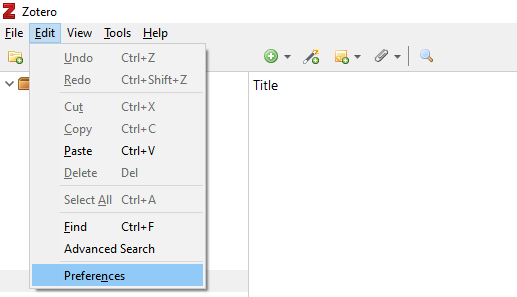 Zotero
File Edit View Tools Help
Undo Ctrl+Z
Redo Ctrl+Shift+Z
Title
Cut Ctrl+X
Copy Ctrl+C
Paste Ctrl+V
Delete Del
Select All Ctrl+A
Find Ctrl+F
Advanced Search
Preferences